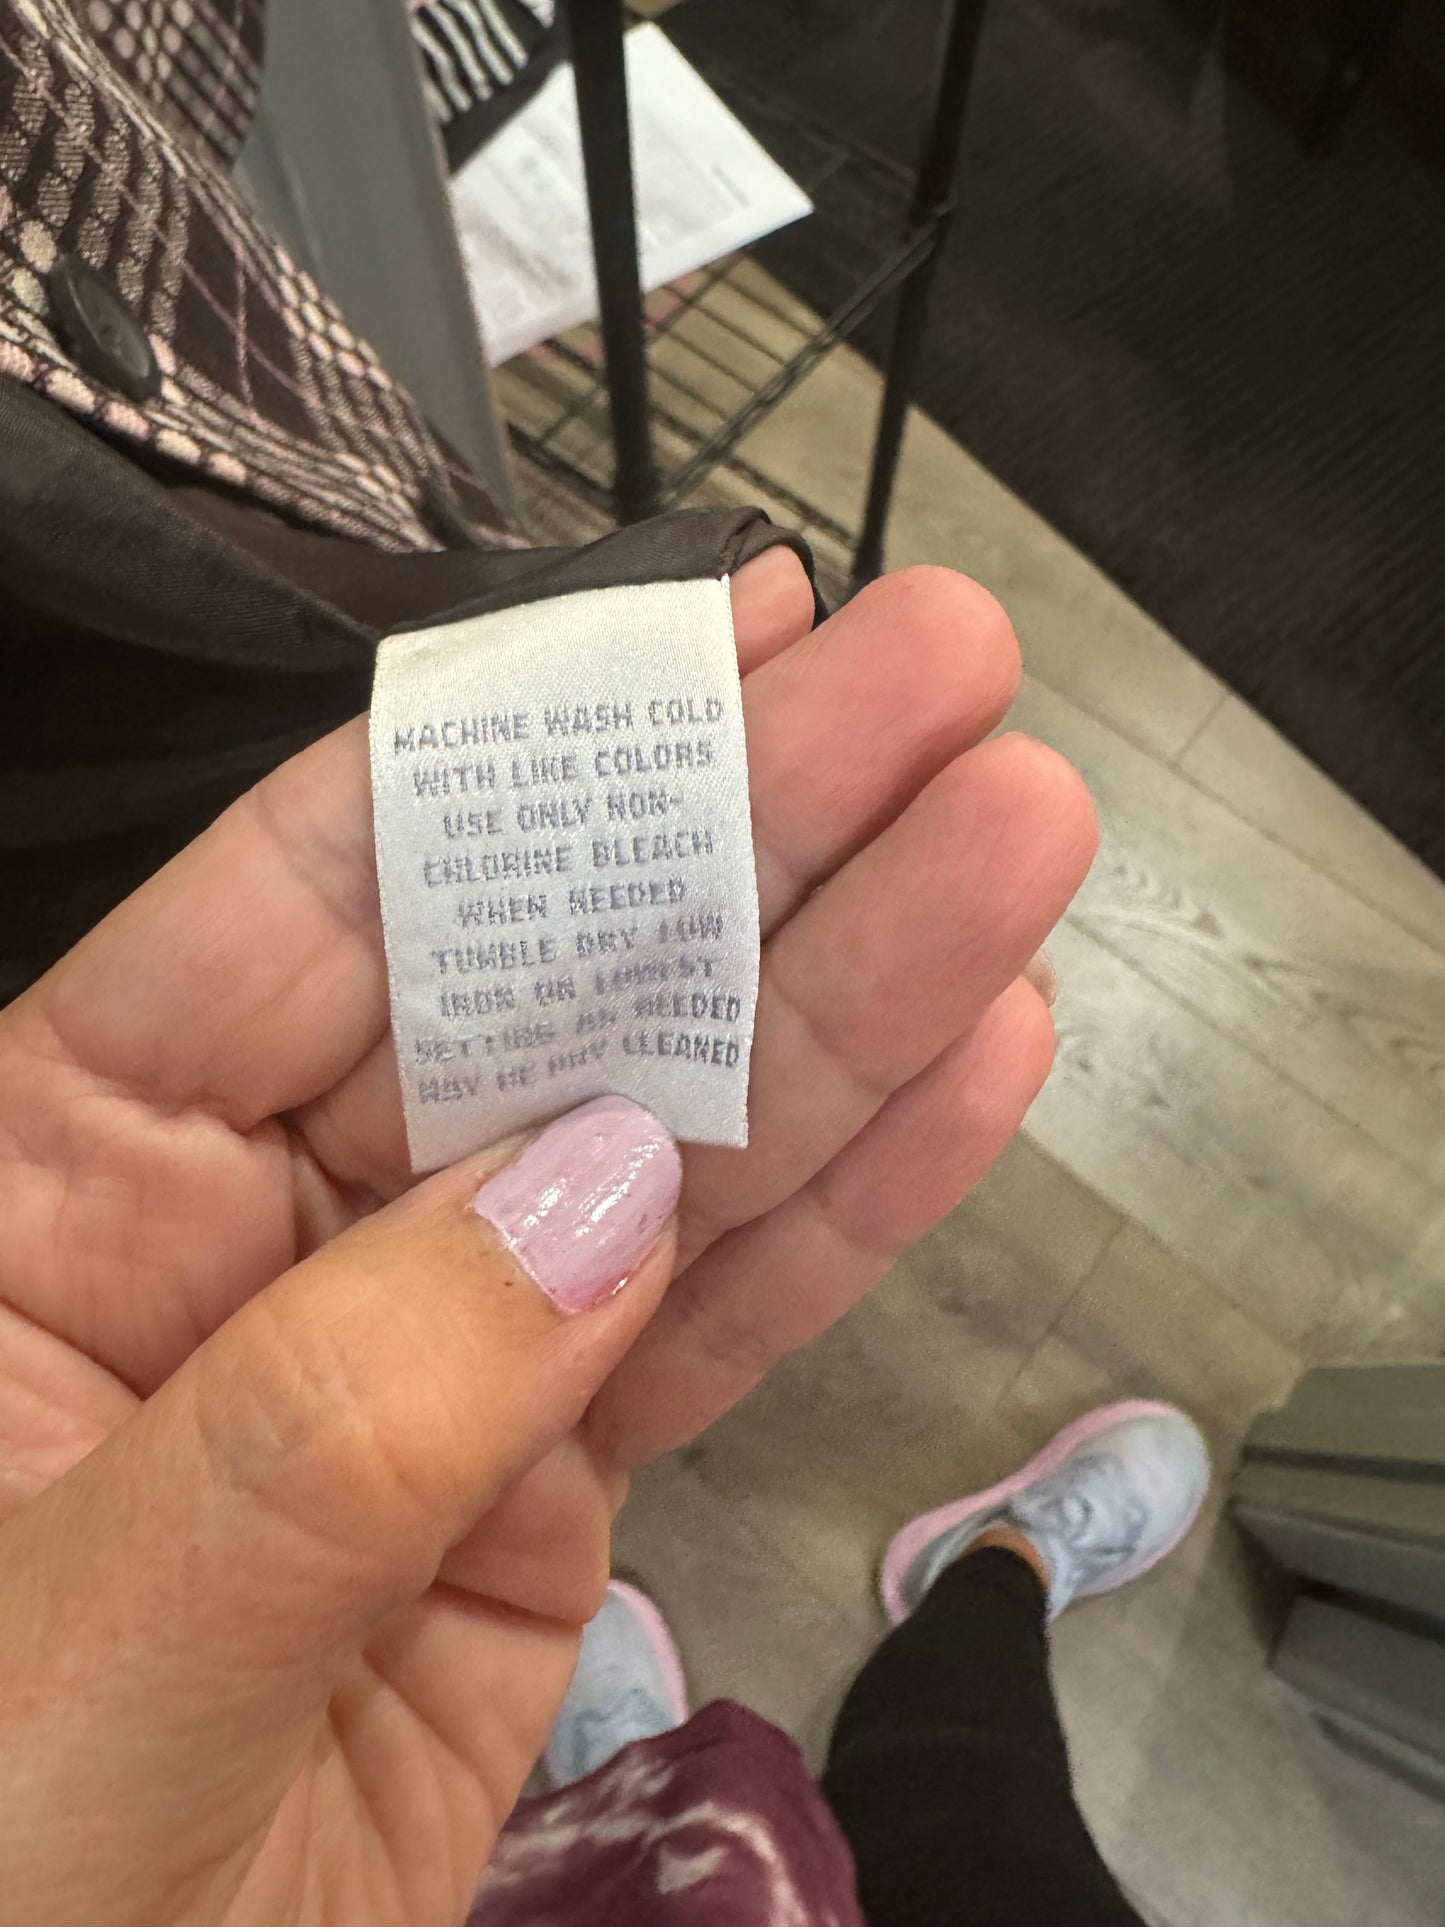 MACHINE WASH COLD
WITH LIKE COLORS
USE ONLY NON-
CHLORINE BLEACH
WHEN NEEDED
TUMBLE DRY LOW
IRON ON LOWEST
SETTING AS NEEDED
MAY BE DRY CLEANED